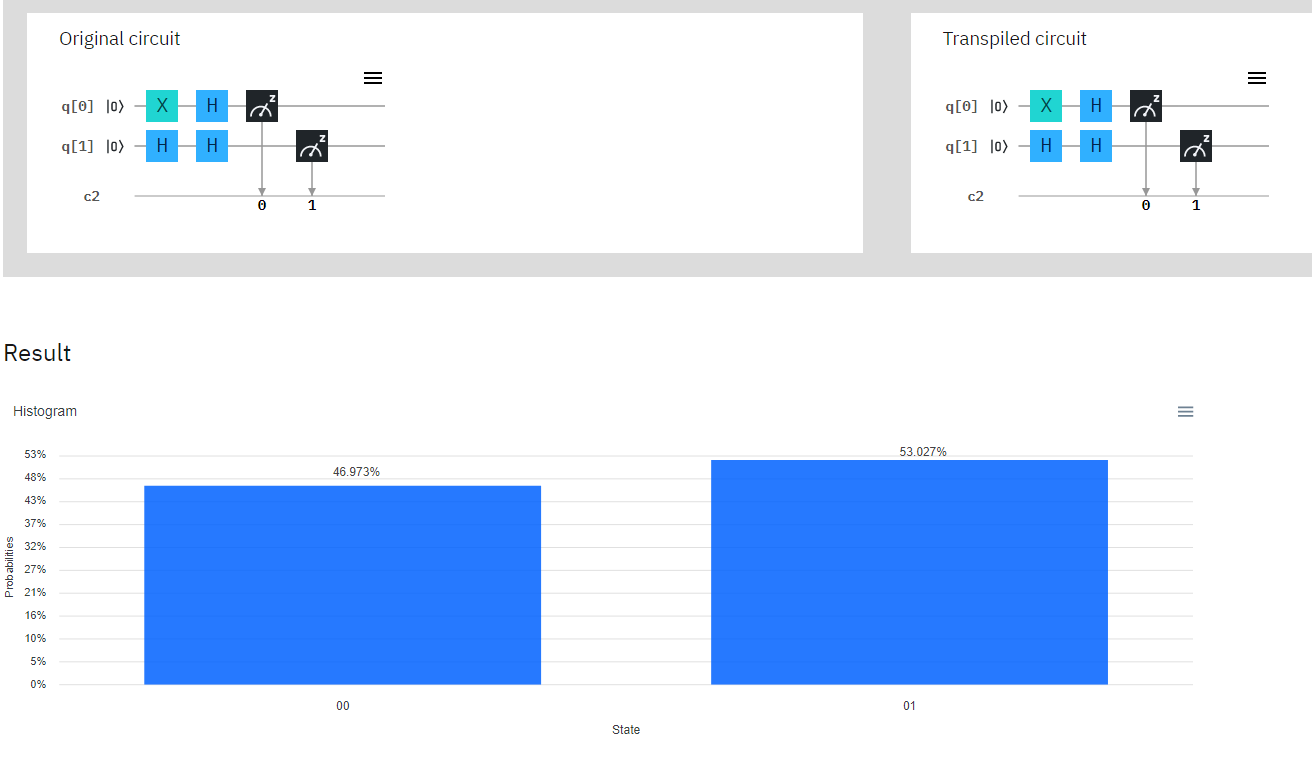 Original circuit
Transpiled circuit
q[0] |0⟩ X H z
q[1] |0⟩ H H z
c2
0 1
q[0] |0⟩ X H z
q[1] |0⟩ H H z
c2
0 1
Result
Histogram
53%
48%
43%
37%
32%
27%
21%
16%
10%
5%
0%
Probabilities
46.973%
53.027%
00
01
State